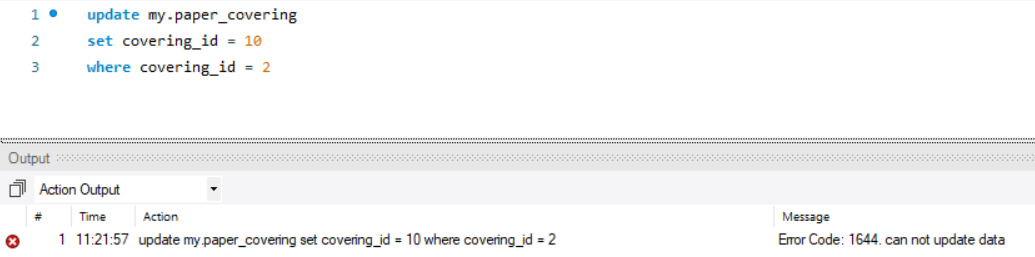 1 update my.paper_covering
2 set covering_id = 10
3 where covering_id = 2
Output
Action Output
# Time Action Message
1 11:21:57 update my.paper_covering set covering_id = 10 where covering_id = 2 Error Code: 1644. can not update data